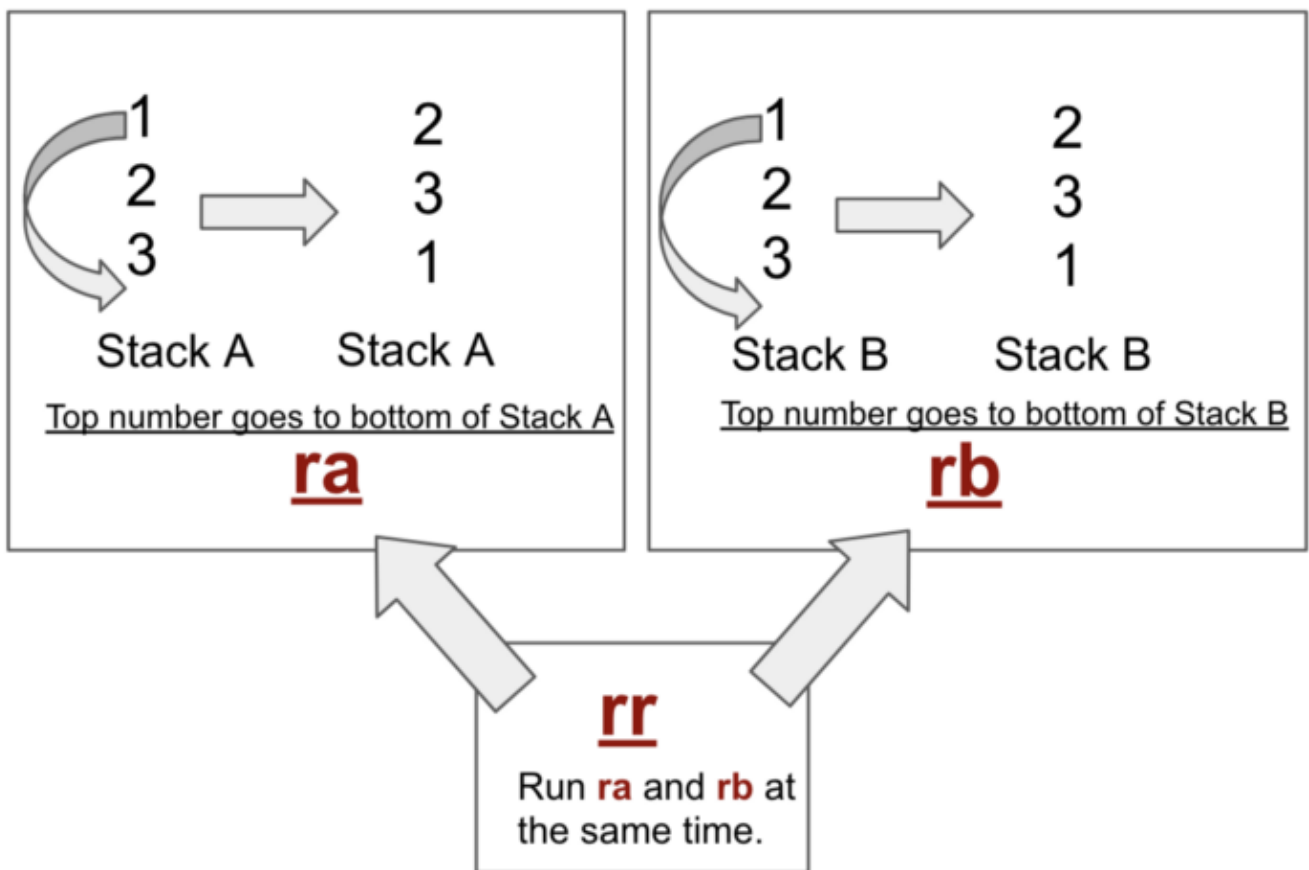 1
2
3
2
3
1
Stack A
Stack A
Top number goes to bottom of Stack A
ra
1
2
3
2
3
1
Stack B
Stack B
Top number goes to bottom of Stack B
rb
rr
Run ra and rb at
the same time.